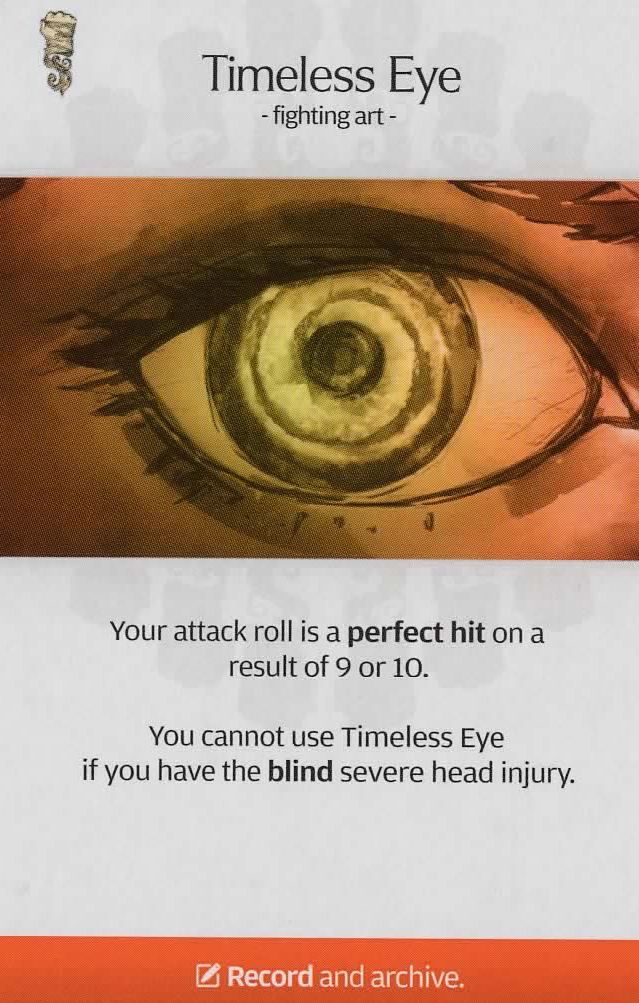 Timeless Eye
- fighting art -
Your attack roll is a perfect hit on a
result of 9 or 10.
You cannot use Timeless Eye
if you have the blind severe head injury.
Record and archive.